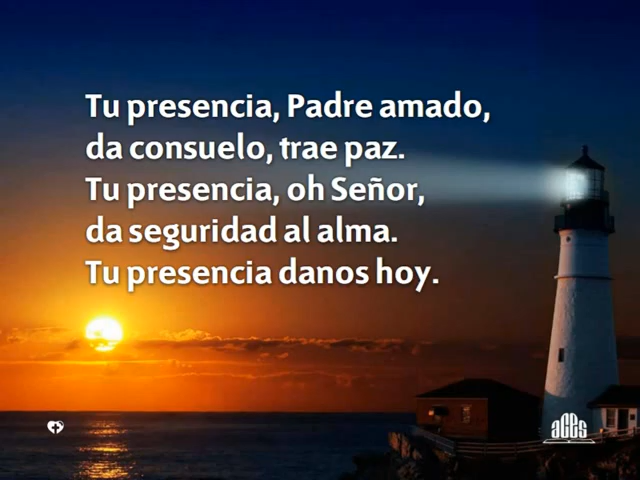 Tu presencia, Padre amado,
da consuelo, trae paz.
Tu presencia, oh Señor,
da seguridad al alma.
Tu presencia danos hoy.
aces